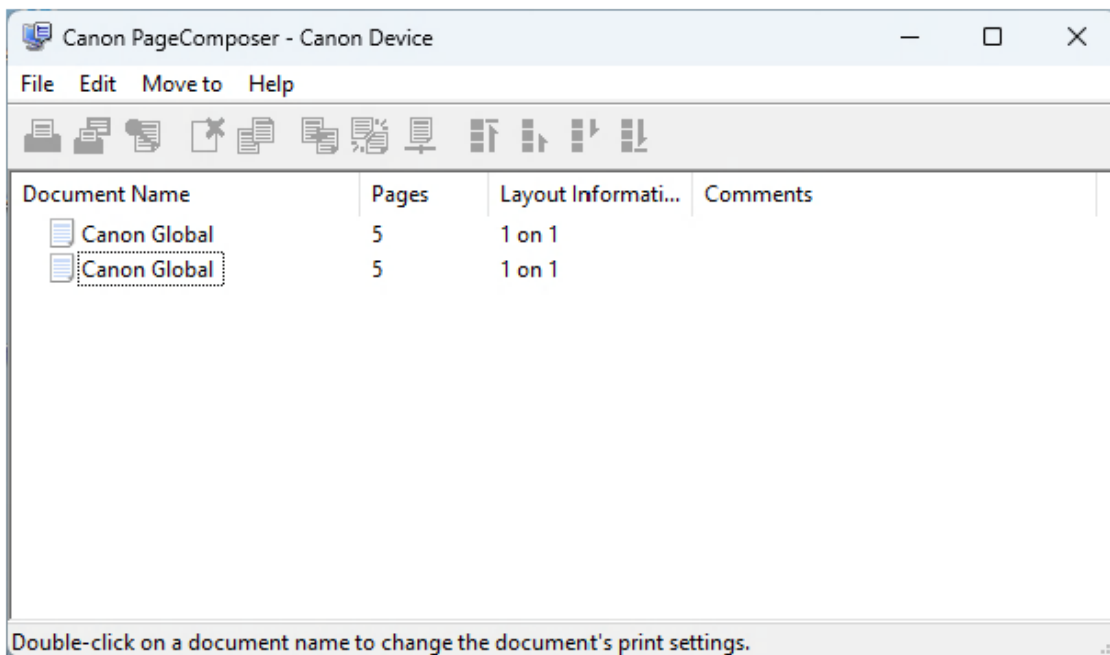 Canon PageComposer - Canon Device
File Edit Move to Help
Document Name Pages Layout Informati... Comments
Canon Global 5 1 on 1
Canon Global 5 1 on 1
Double-click on a document name to change the document's print settings.